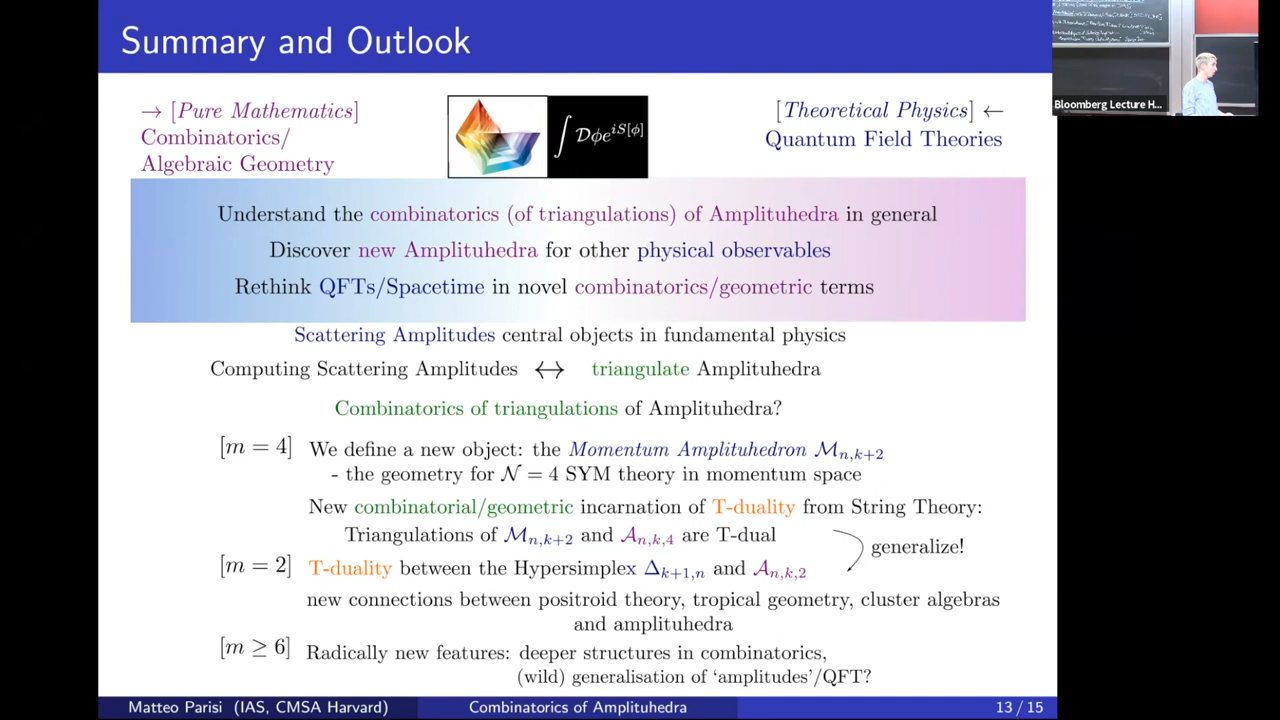 Summary and Outlook
→ [Pure Mathematics]
Combinatorics/
Algebraic Geometry
∫ 𝒟ϕe^{iS[ϕ]}
[Theoretical Physics] ←
Quantum Field Theories
Bloomberg Lecture H...
Understand the combinatorics (of triangulations) of Amplituhedra in general
Discover new Amplituhedra for other physical observables
Rethink QFTs/Spacetime in novel combinatorics/geometric terms
Scattering Amplitudes central objects in fundamental physics
Computing Scattering Amplitudes ↔ triangulate Amplituhedra
Combinatorics of triangulations of Amplituhedra?
[m = 4] We define a new object: the Momentum Amplituhedron ℳ_{n,k+2}
- the geometry for 𝒩 = 4 SYM theory in momentum space
New combinatorial/geometric incarnation of T-duality from String Theory:
Triangulations of ℳ_{n,k+2} and 𝒜_{n,k,4} are T-dual
generalize!
[m = 2] T-duality between the Hypersimplex Δ_{k+1,n} and 𝒜_{n,k,2}
new connections between positroid theory, tropical geometry, cluster algebras
and amplituhedra
[m ≥ 6] Radically new features: deeper structures in combinatorics,
(wild) generalisation of ‘amplitudes’/QFT?
Matteo Parisi (IAS, CMSA Harvard) Combinatorics of Amplituhedra 13 / 15